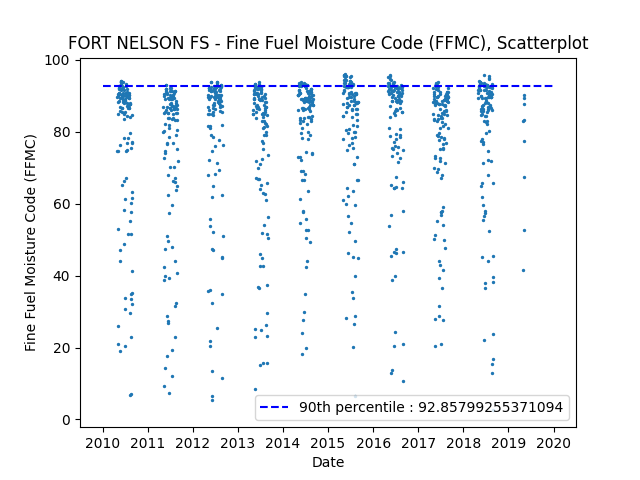 FORT NELSON FS - Fine Fuel Moisture Code (FFMC), Scatterplot
100
80
60
40
20
0
Fine Fuel Moisture Code (FFMC)
90th percentile : 92.85799255371094
2010 2011 2012 2013 2014 2015 2016 2017 2018 2019 2020
Date